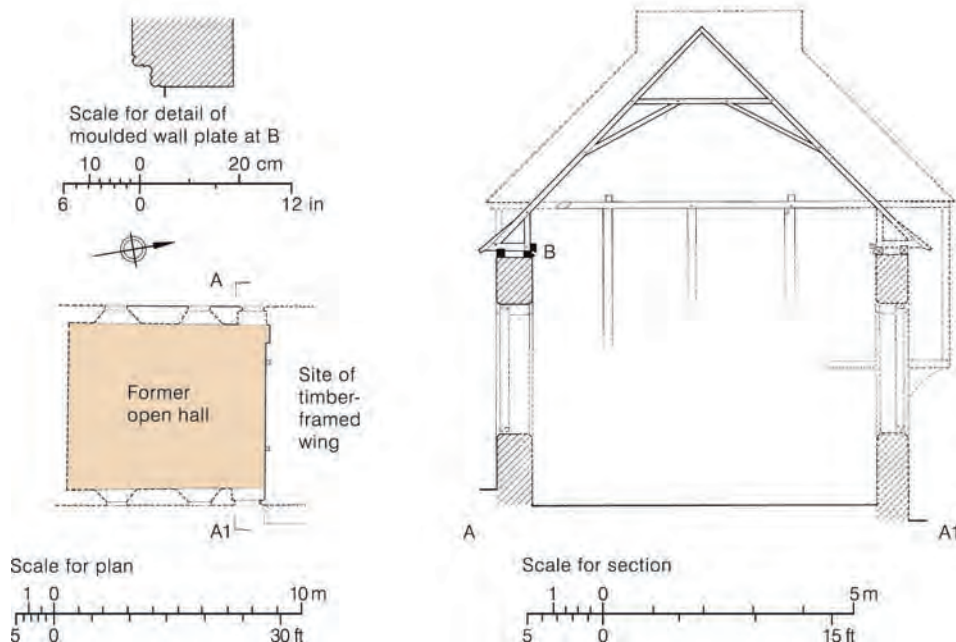 Scale for detail of
moulded wall plate at B
10 0 20 cm
6 0 12 in
A
Former
open hall
Site of
timber-
framed
wing
A1
Scale for plan
1 0 10 m
5 0 30 ft
B
A A1
Scale for section
1 0 5 m
5 0 15 ft